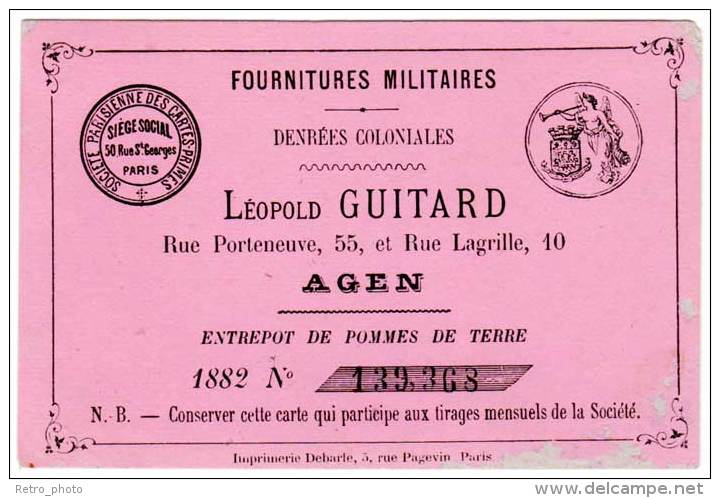 FOURNITURES MILITAIRES
DENRÉES COLONIALES
SOCIÉTÉ PARISIENNE DES CARTES-PRIMES
SIÈGE SOCIAL
50 Rue St Georges
PARIS
LÉOPOLD GUITARD
Rue Porteneuve, 55, et Rue Lagrille, 10
AGEN
ENTREPOT DE POMMES DE TERRE
1882 No 139,368
N.-B. — Conserver cette carte qui participe aux tirages mensuels de la Société.
Imprimerie Debarle, 5, rue Pagevin Paris
Retro_photo
delcampe.net